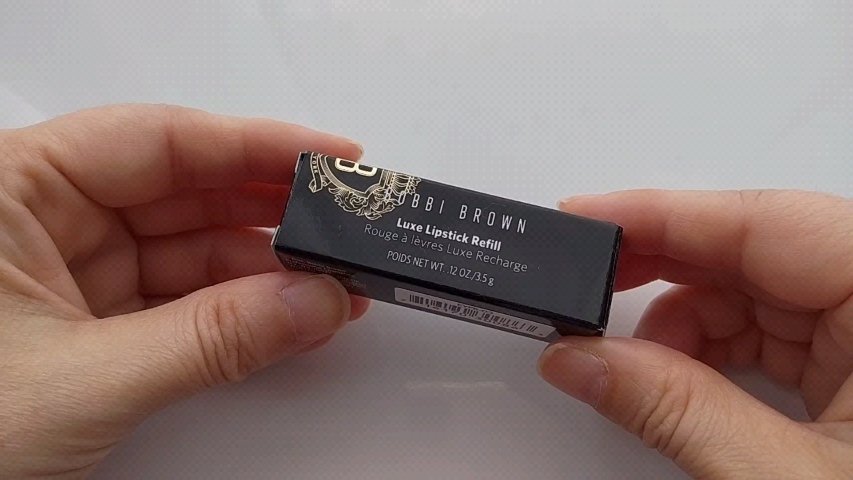 B
BOBBI BROWN
Luxe Lipstick Refill
Rouge à lèvres Luxe Recharge
POIDS NET WT. .12 OZ./3.5 g